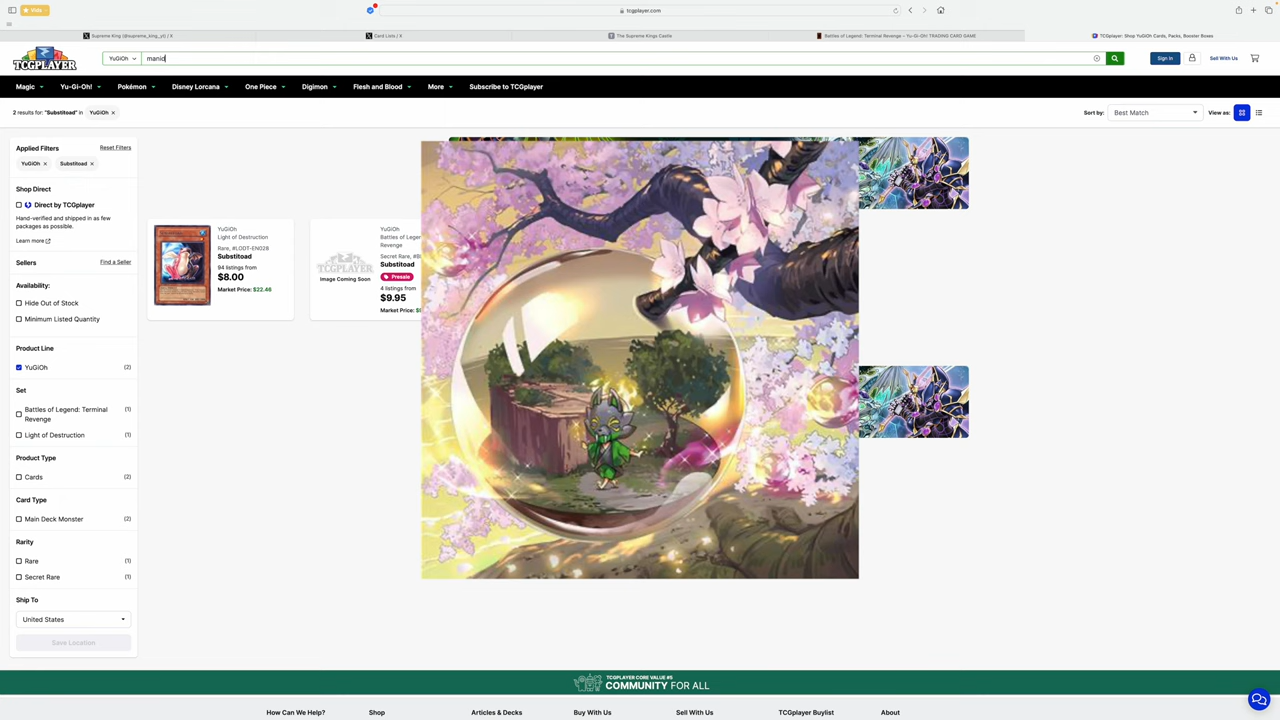 Vids
tcgplayer.com
Supreme King (@supreme_king_yt) / X
Card Lists / X
The Supreme Kings Castle
Battles of Legend: Terminal Revenge – Yu-Gi-Oh! TRADING CARD GAME
TCGplayer: Shop YuGiOh Cards, Packs, Booster Boxes
TCGPLAYER
YuGiOh
manid
Sign In
Sell With Us
Magic
Yu-Gi-Oh!
Pokémon
Disney Lorcana
One Piece
Digimon
Flesh and Blood
More
Subscribe to TCGplayer
2 results for: "Substitoad" in
YuGiOh
Sort by:
Best Match
View as:
Applied Filters
Reset Filters
YuGiOh
Substitoad
Shop Direct
Direct by TCGplayer
Hand-verified and shipped in as few
packages as possible.
Learn more
Sellers
Find a Seller
Availability:
Hide Out of Stock
Minimum Listed Quantity
Product Line
YuGiOh
(2)
Set
Battles of Legend: Terminal
Revenge
(1)
Light of Destruction
(1)
Product Type
Cards
(2)
Card Type
Main Deck Monster
(2)
Rarity
Rare
(1)
Secret Rare
(1)
Ship To
United States
Save Location
YuGiOh
Light of Destruction
Rare, #LODT-EN028
Substitoad
94 listings from
$8.00
Market Price: $22.46
TCGPLAYER
Image Coming Soon
YuGiOh
Battles of Legen
Revenge
Secret Rare, #B
Substitoad
Presale
4 listings from
$9.95
Market Price: $9
TCGPLAYER CORE VALUE #5
COMMUNITY FOR ALL
How Can We Help?
Shop
Articles & Decks
Buy With Us
Sell With Us
TCGplayer Buylist
About